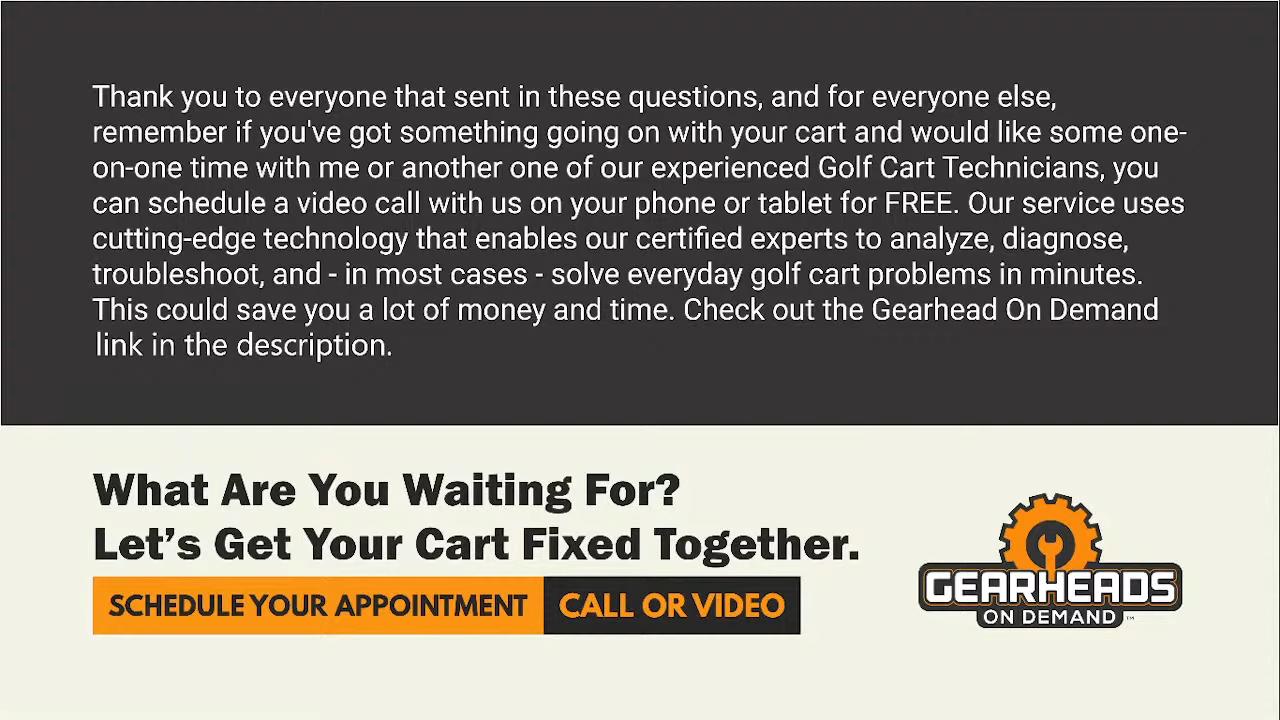 Thank you to everyone that sent in these questions, and for everyone else,
remember if you've got something going on with your cart and would like some one-
on-one time with me or another one of our experienced Golf Cart Technicians, you
can schedule a video call with us on your phone or tablet for FREE. Our service uses
cutting-edge technology that enables our certified experts to analyze, diagnose,
troubleshoot, and - in most cases - solve everyday golf cart problems in minutes.
This could save you a lot of money and time. Check out the Gearhead On Demand
link in the description.
What Are You Waiting For?
Let's Get Your Cart Fixed Together.
SCHEDULE YOUR APPOINTMENT CALL OR VIDEO
GEARHEADS
ON DEMAND™